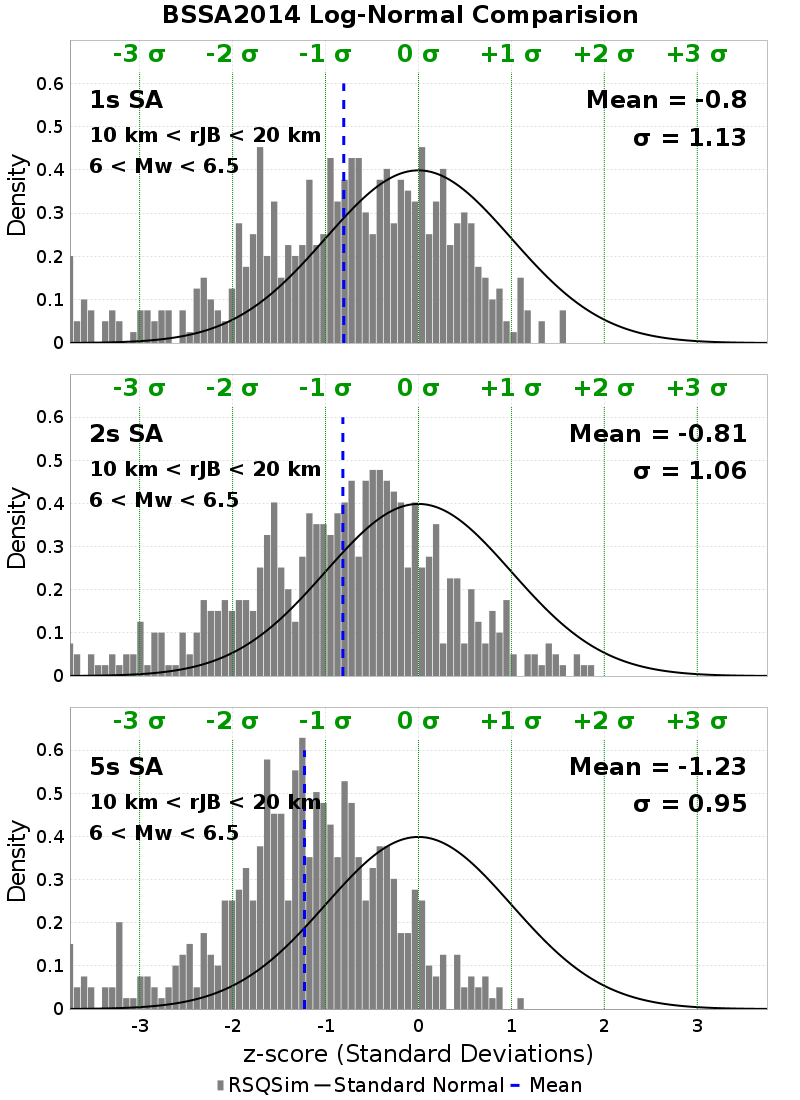 BSSA2014 Log-Normal Comparision
-3 σ -2 σ -1 σ 0 σ +1 σ +2 σ +3 σ
1s SA
10 km < rJB < 20 km
6 < Mw < 6.5
Mean = -0.8
σ = 1.13
Density
0.6
0.5
0.4
0.3
0.2
0.1
0
-3 σ -2 σ -1 σ 0 σ +1 σ +2 σ +3 σ
2s SA
10 km < rJB < 20 km
6 < Mw < 6.5
Mean = -0.81
σ = 1.06
Density
0.6
0.5
0.4
0.3
0.2
0.1
0
-3 σ -2 σ -1 σ 0 σ +1 σ +2 σ +3 σ
5s SA
10 km < rJB < 20 km
6 < Mw < 6.5
Mean = -1.23
σ = 0.95
Density
0.6
0.5
0.4
0.3
0.2
0.1
0
-3 -2 -1 0 1 2 3
z-score (Standard Deviations)
RSQSim Standard Normal Mean